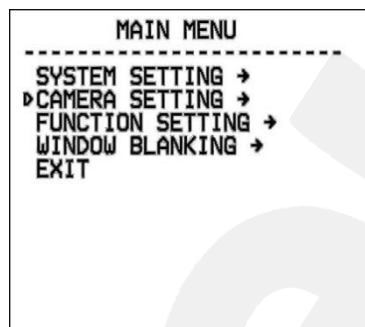 MAIN MENU
------------------------
SYSTEM SETTING →
▷CAMERA SETTING →
FUNCTION SETTING →
WINDOW BLANKING →
EXIT